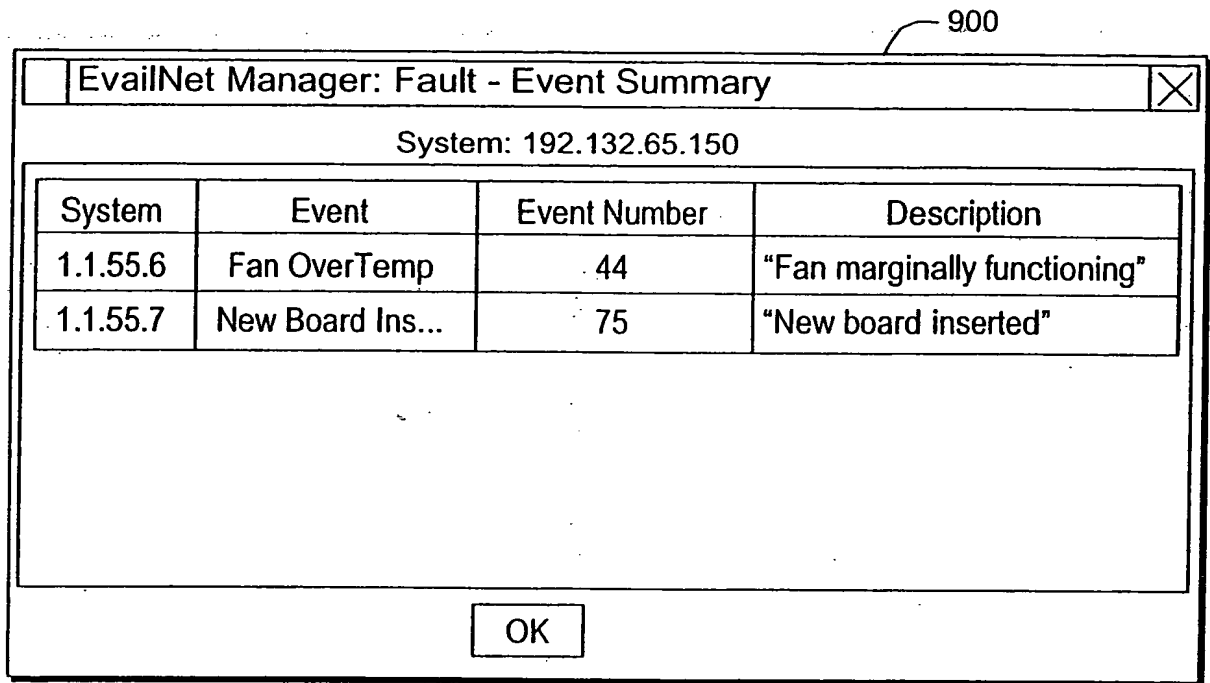 900
EvailNet Manager: Fault - Event Summary
System: 192.132.65.150
System Event Event Number Description
1.1.55.6 Fan OverTemp 44 “Fan marginally functioning”
1.1.55.7 New Board Ins... 75 “New board inserted”
OK